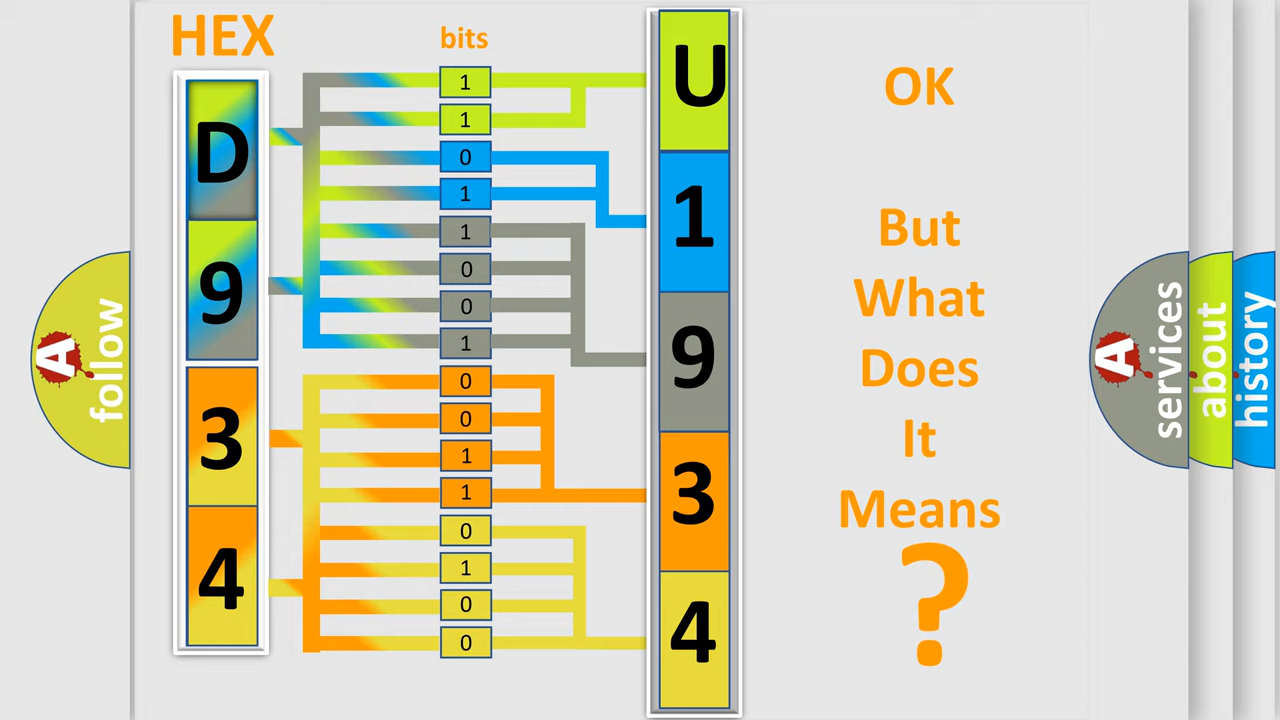 HEX
bits
D
9
3
4
1
1
0
1
1
0
0
1
0
0
1
1
0
1
0
0
U
1
9
3
4
OK
But
What
Does
It
Means
?
A
follow
A
services
about
history